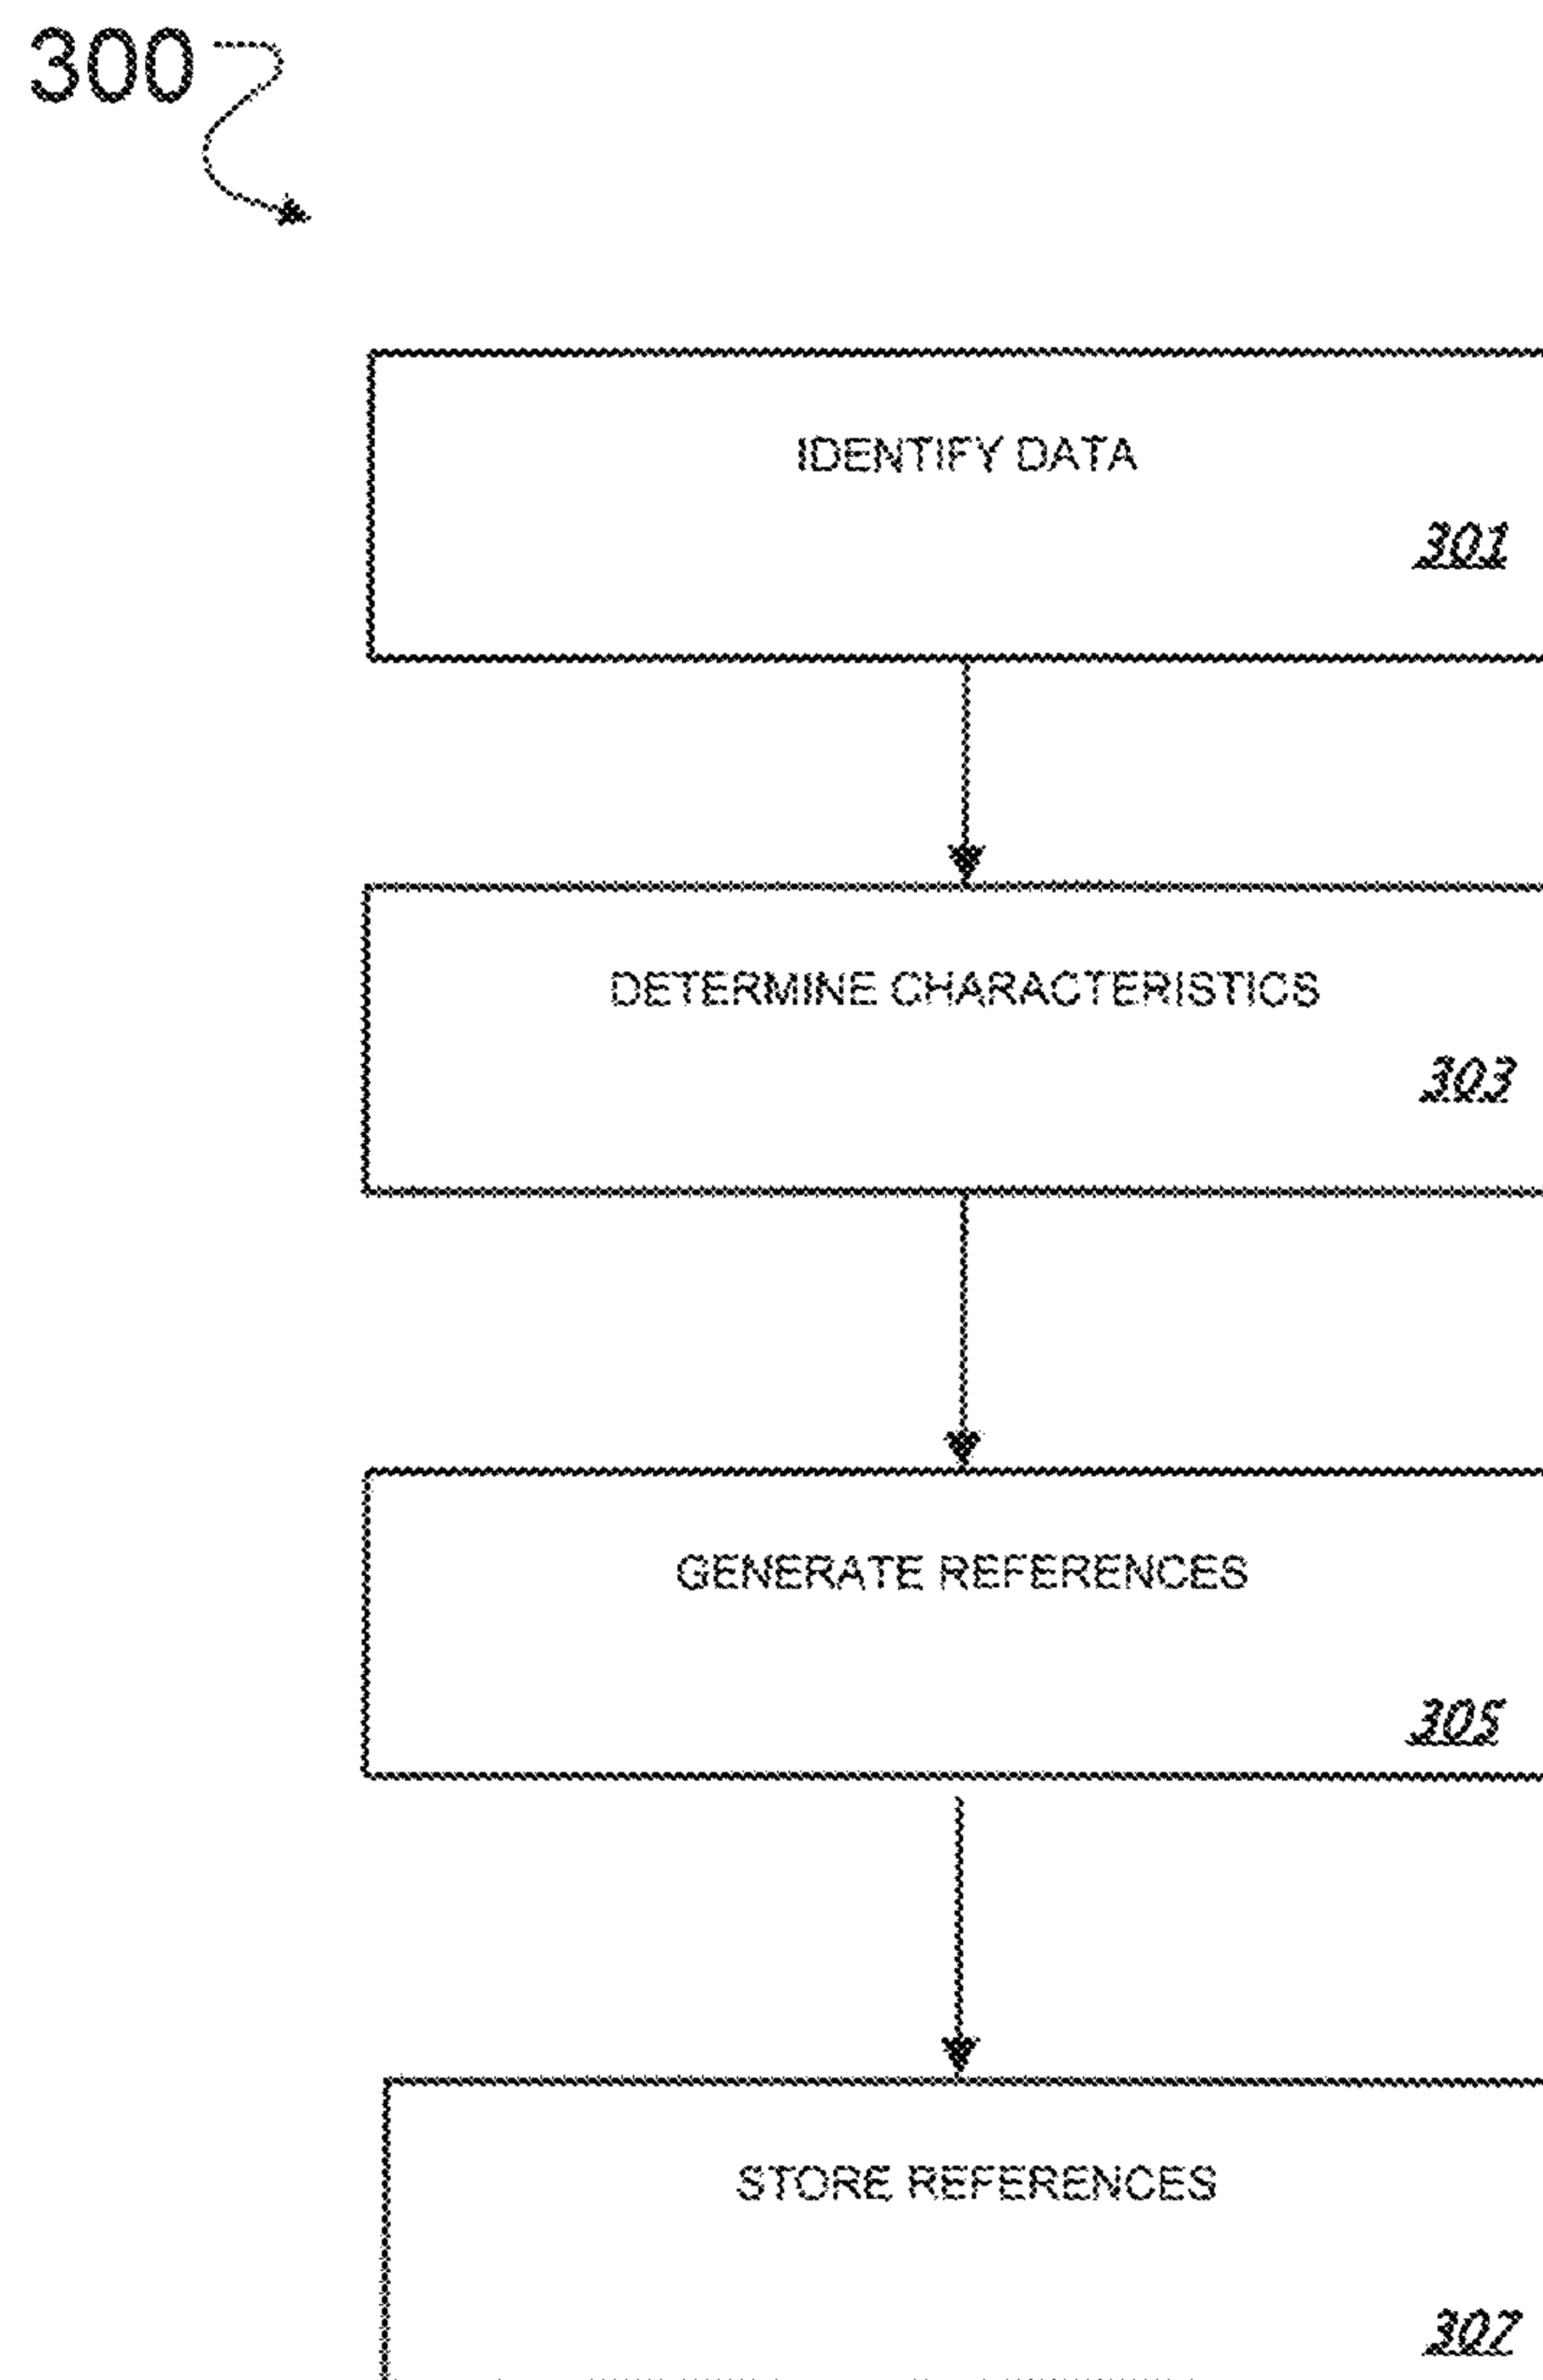 300
IDENTIFY DATA
301
DETERMINE CHARACTERISTICS
303
GENERATE REFERENCES
305
STORE REFERENCES
307